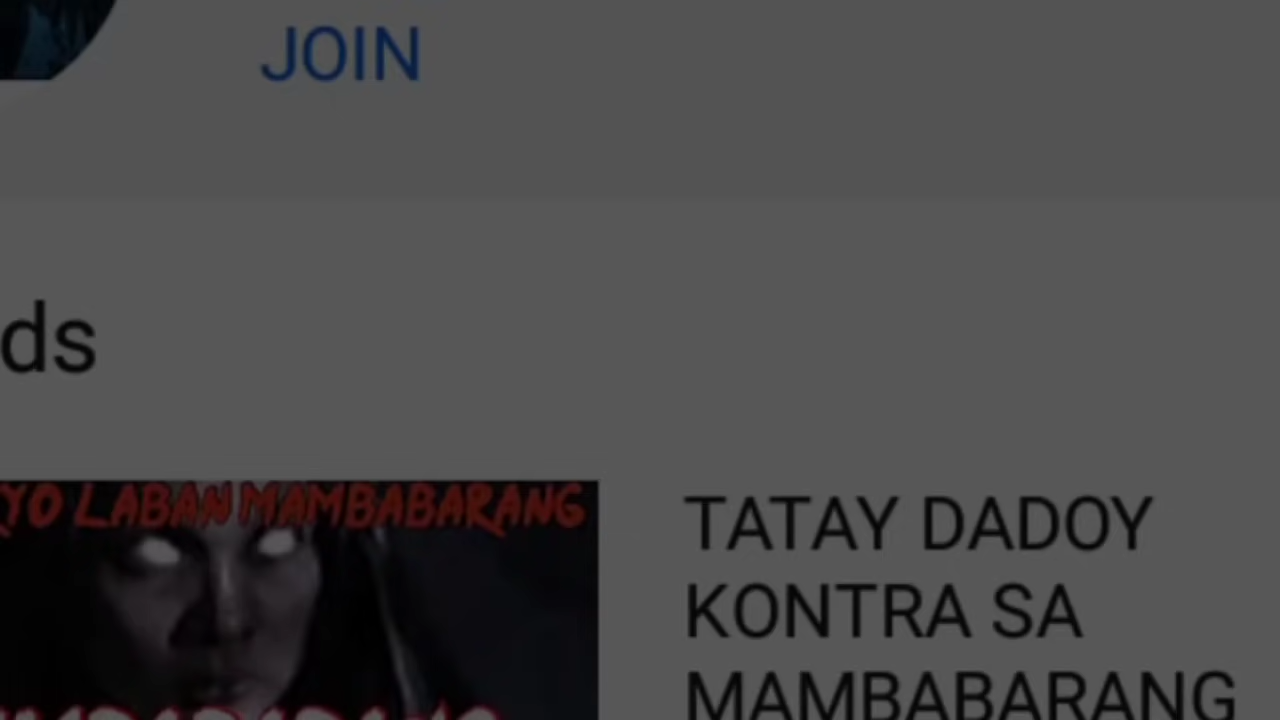 JOIN
ds
YO LABAN MAMBABARANG
TATAY DADOY
KONTRA SA
MAMBABARANG